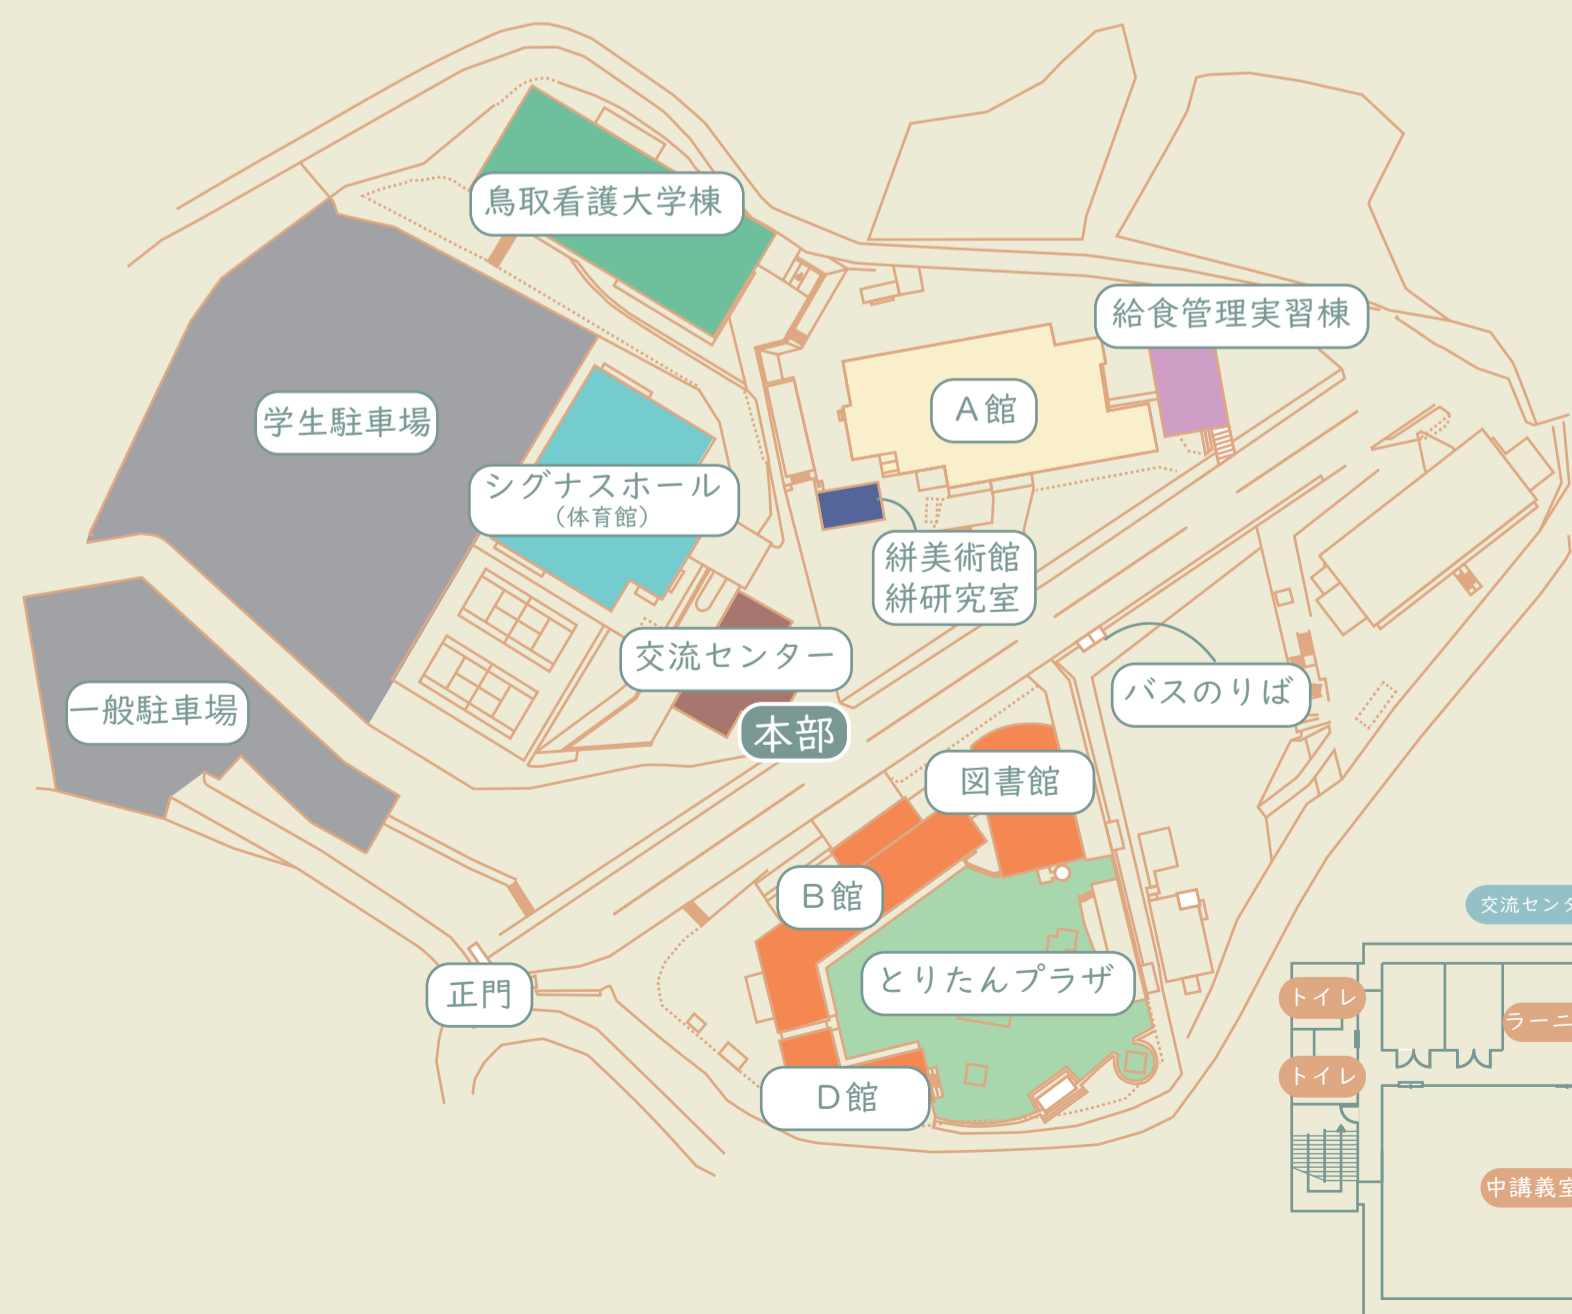 鳥取看護大学棟
給食管理実習棟
A館
学生駐車場
シグナスホール
（体育館）
絣美術館
絣研究室
交流センター
バスのりば
一般駐車場
本部
図書館
B館
とりたんプラザ
正門
D館
交流センタ
トイレ
ラーニ
トイレ
中講義室